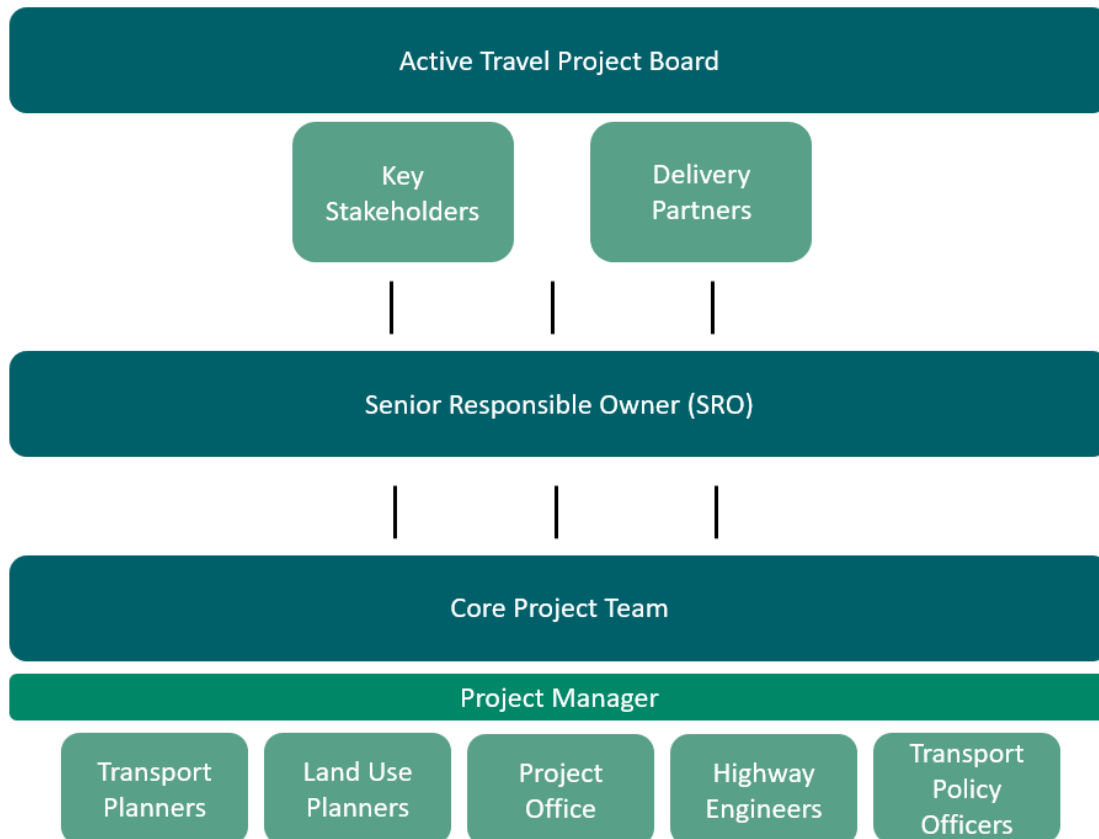 Active Travel Project Board
Key
Stakeholders
Delivery
Partners
Senior Responsible Owner (SRO)
Core Project Team
Project Manager
Transport
Planners
Land Use
Planners
Project
Office
Highway
Engineers
Transport
Policy
Officers